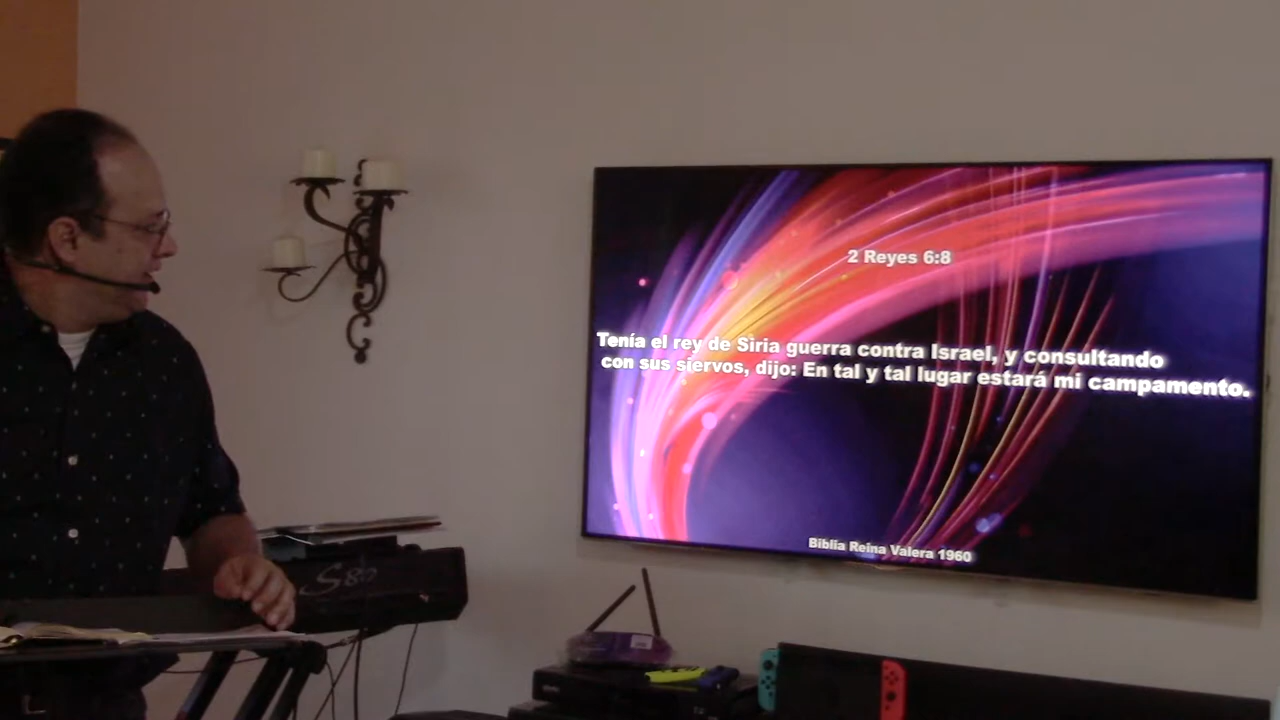 2 Reyes 6:8
Tenía el rey de Siria guerra contra Israel, y consultando
con sus siervos, dijo: En tal y tal lugar estará mi campamento.
Biblia Reina Valera 1960